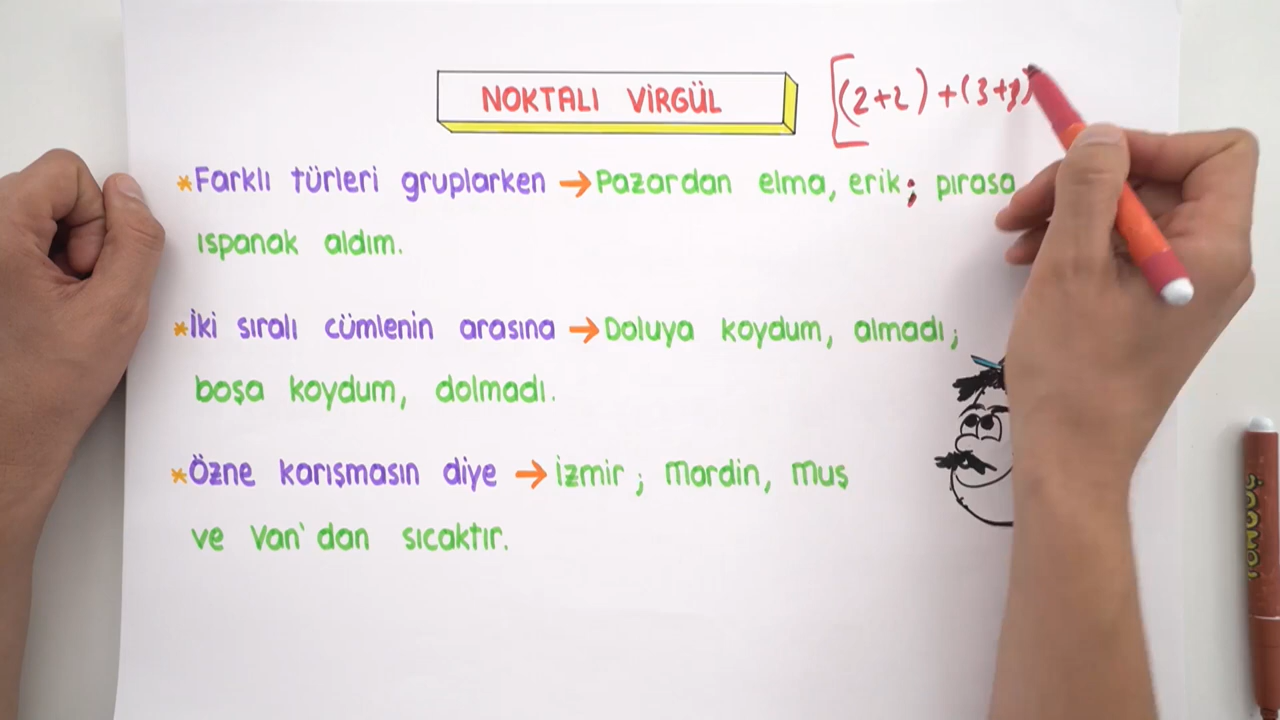 NOKTALI VİRGÜL
[(2+2)+(3+3)
*Farklı türleri gruplarken → Pazardan elma, erik; pırasa
ıspanak aldım.
*İki sıralı cümlenin arasına → Doluya koydum, almadı;
boşa koydum, dolmadı.
*Özne karışmasın diye → İzmir; Mardin, Muş
ve Van'dan sıcaktır.